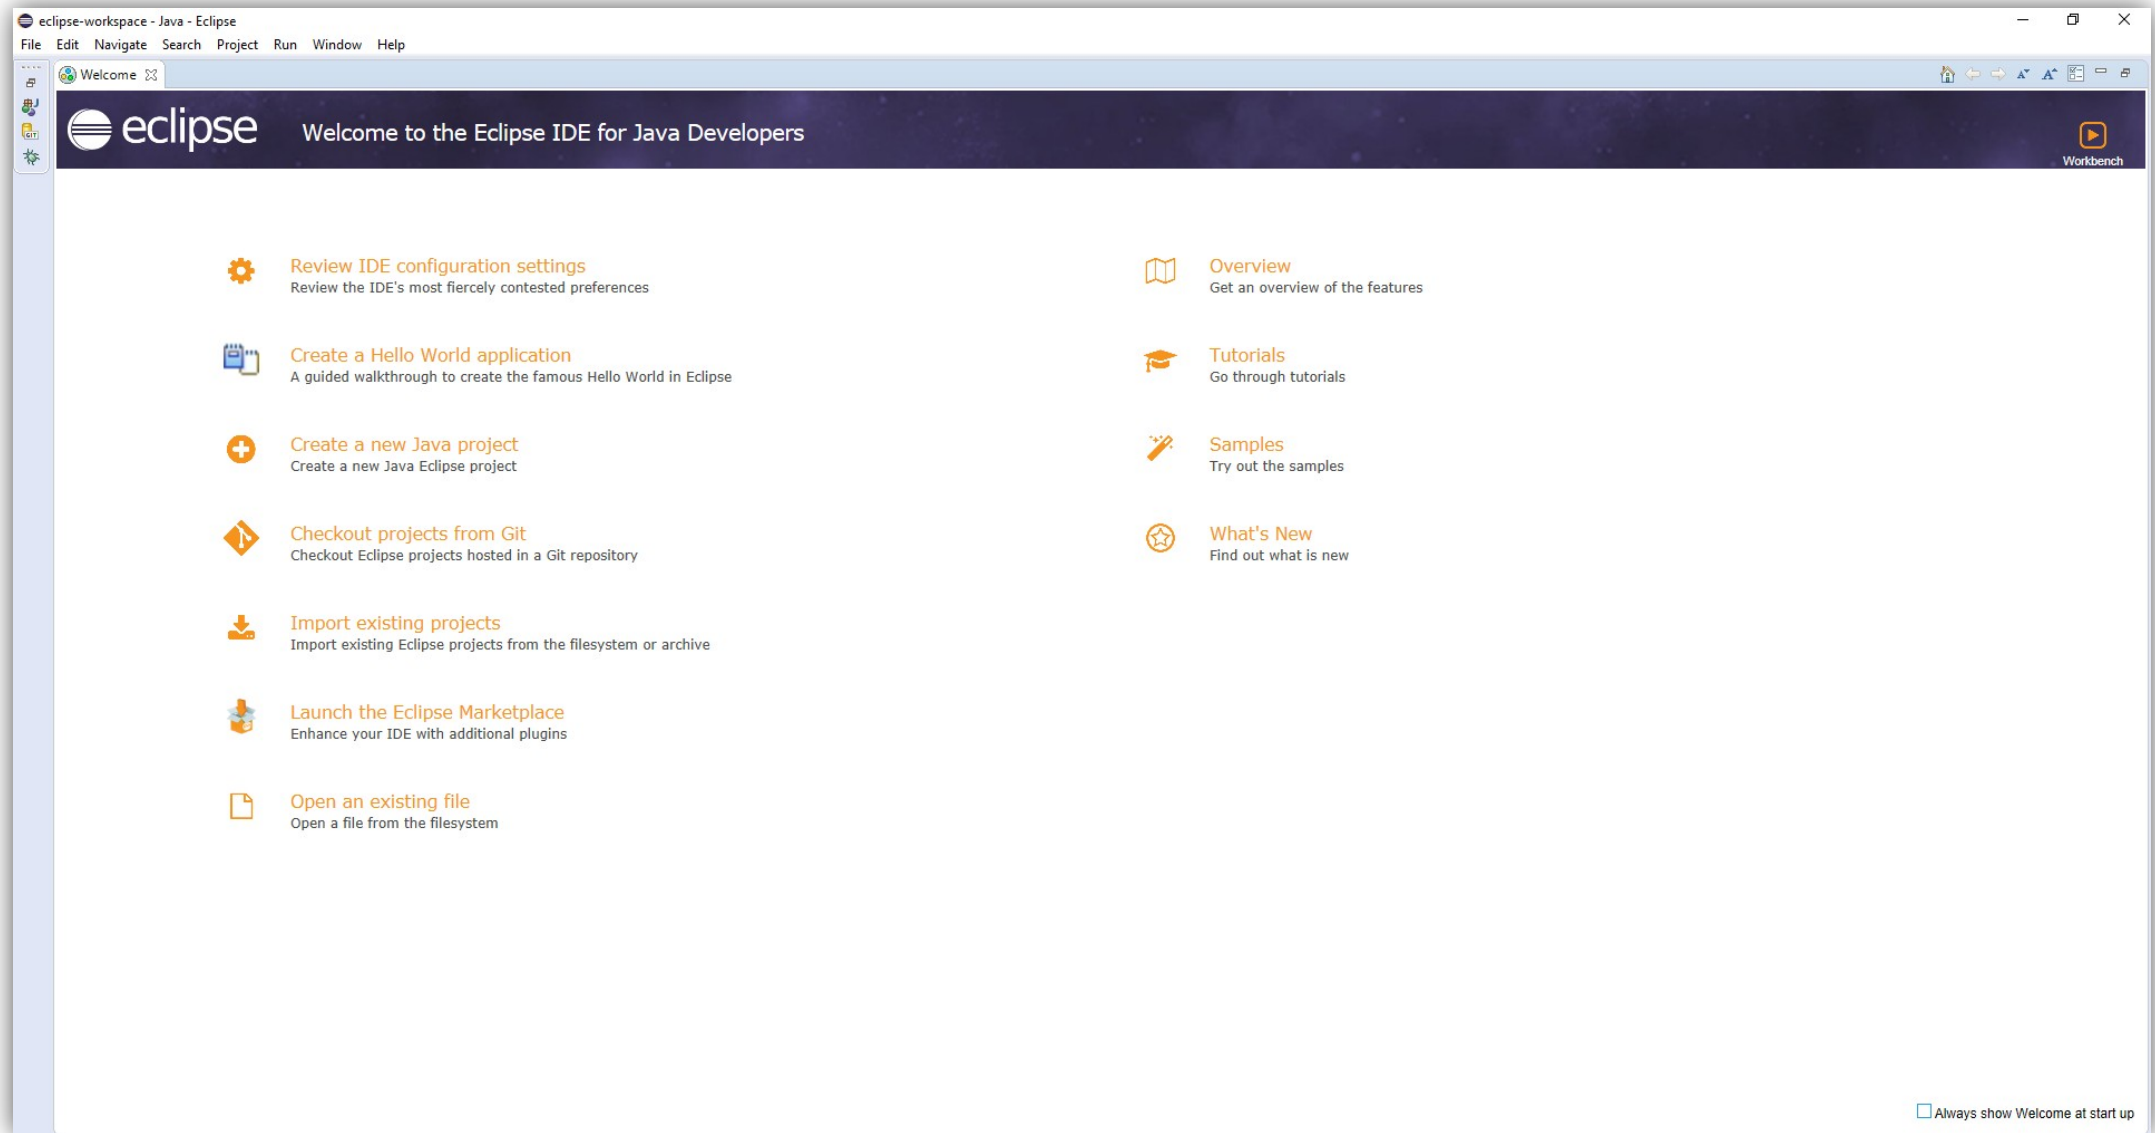 eclipse-workspace - Java - Eclipse
File Edit Navigate Search Project Run Window Help
Welcome
eclipse Welcome to the Eclipse IDE for Java Developers
Workbench
Review IDE configuration settings
Review the IDE's most fiercely contested preferences
Create a Hello World application
A guided walkthrough to create the famous Hello World in Eclipse
Create a new Java project
Create a new Java Eclipse project
Checkout projects from Git
Checkout Eclipse projects hosted in a Git repository
Import existing projects
Import existing Eclipse projects from the filesystem or archive
Launch the Eclipse Marketplace
Enhance your IDE with additional plugins
Open an existing file
Open a file from the filesystem
Overview
Get an overview of the features
Tutorials
Go through tutorials
Samples
Try out the samples
What's New
Find out what is new
Always show Welcome at start up